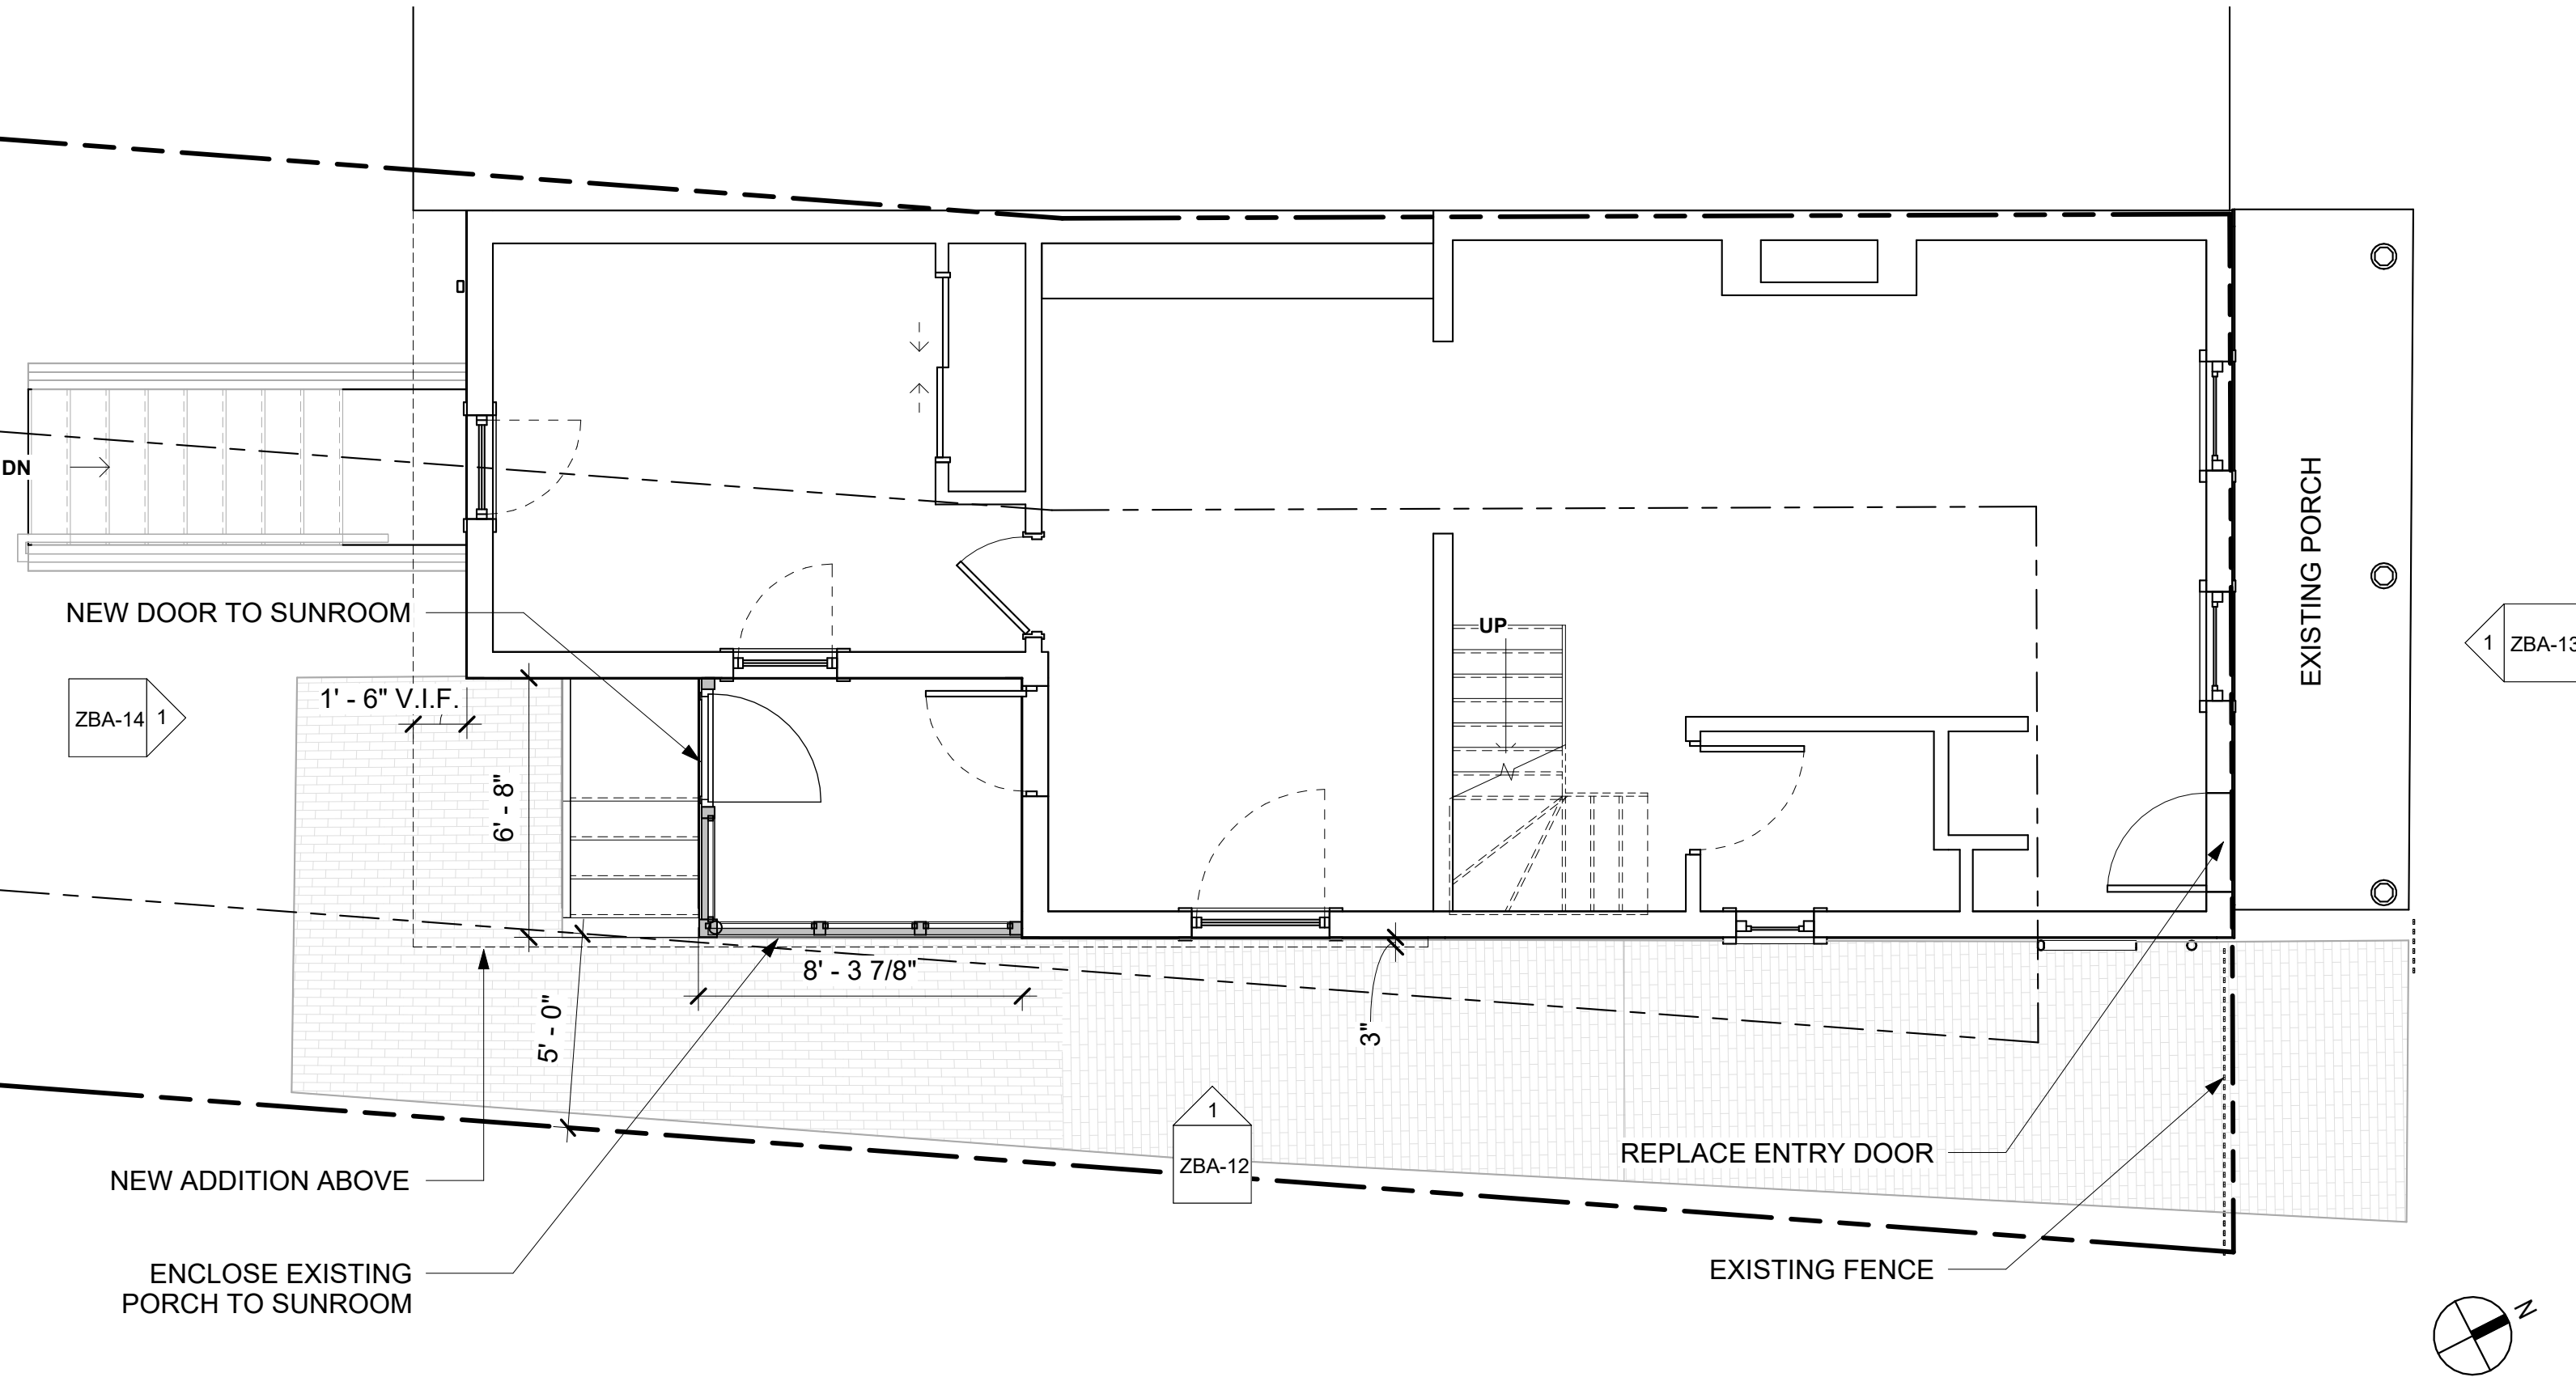 DN
EXISTING PORCH
NEW DOOR TO SUNROOM
UP
1
ZBA-13
1' - 6" V.I.F.
ZBA-14
1
6' - 8"
8' - 3 7/8"
5' - 0"
3"
1
ZBA-12
REPLACE ENTRY DOOR
NEW ADDITION ABOVE
ENCLOSE EXISTING
PORCH TO SUNROOM
EXISTING FENCE
N